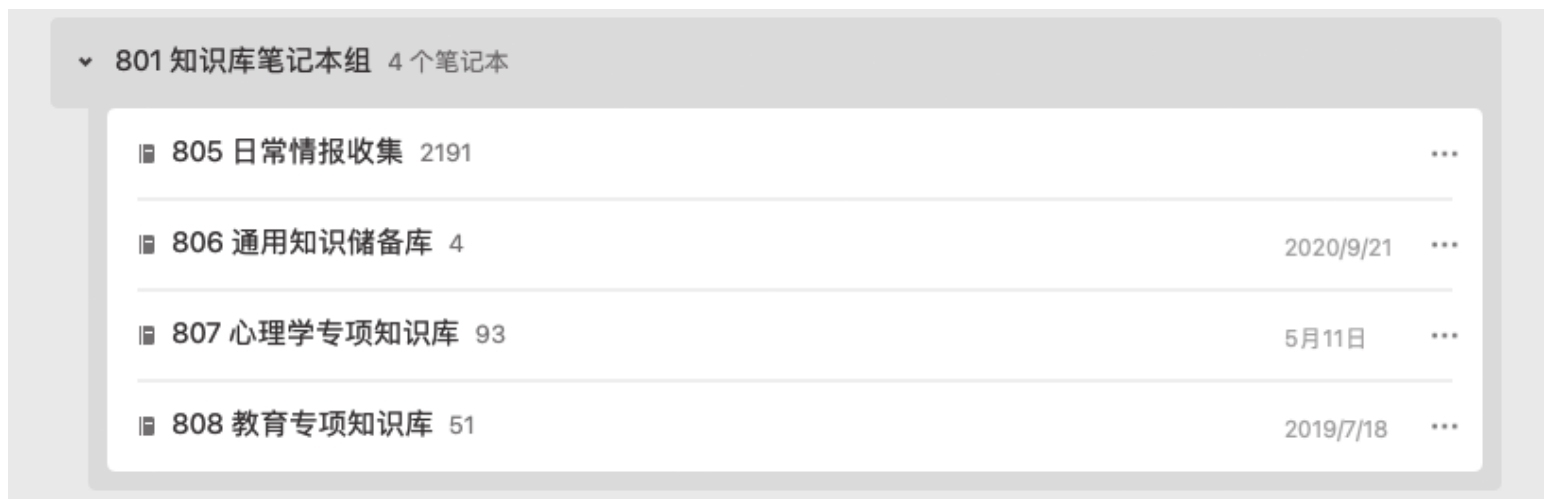 801 知识库笔记本组 4 个笔记本
805 日常情报收集 2191
806 通用知识储备库 4 2020/9/21
807 心理学专项知识库 93 5月11日
808 教育专项知识库 51 2019/7/18